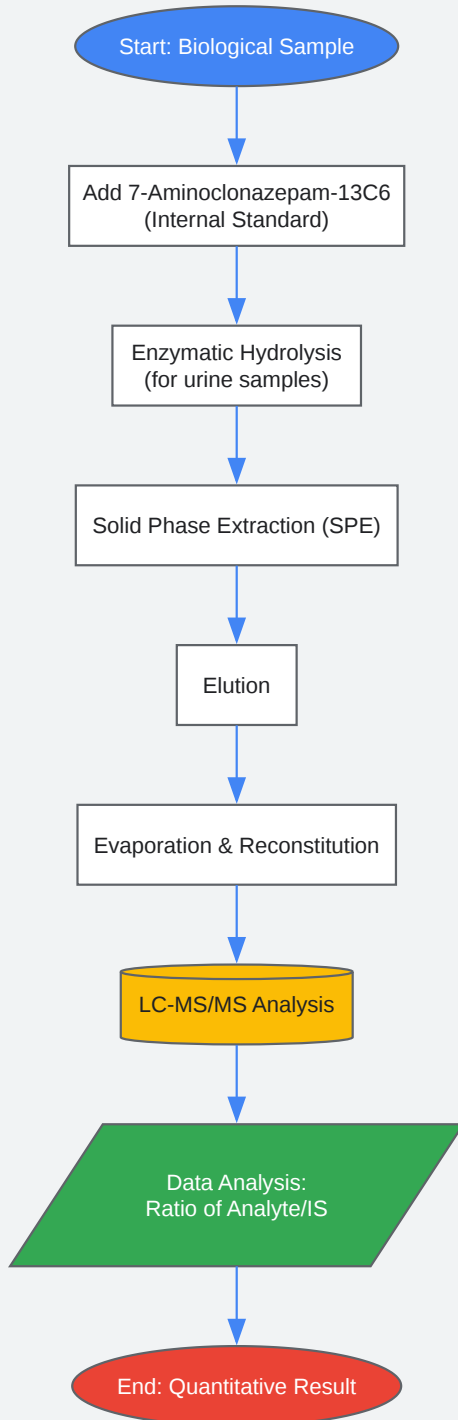 Start: Biological Sample
Add 7-Aminoclonazepam-13C6
(Internal Standard)
Enzymatic Hydrolysis
(for urine samples)
Solid Phase Extraction (SPE)
Elution
Evaporation & Reconstitution
LC-MS/MS Analysis
Data Analysis:
Ratio of Analyte/IS
End: Quantitative Result